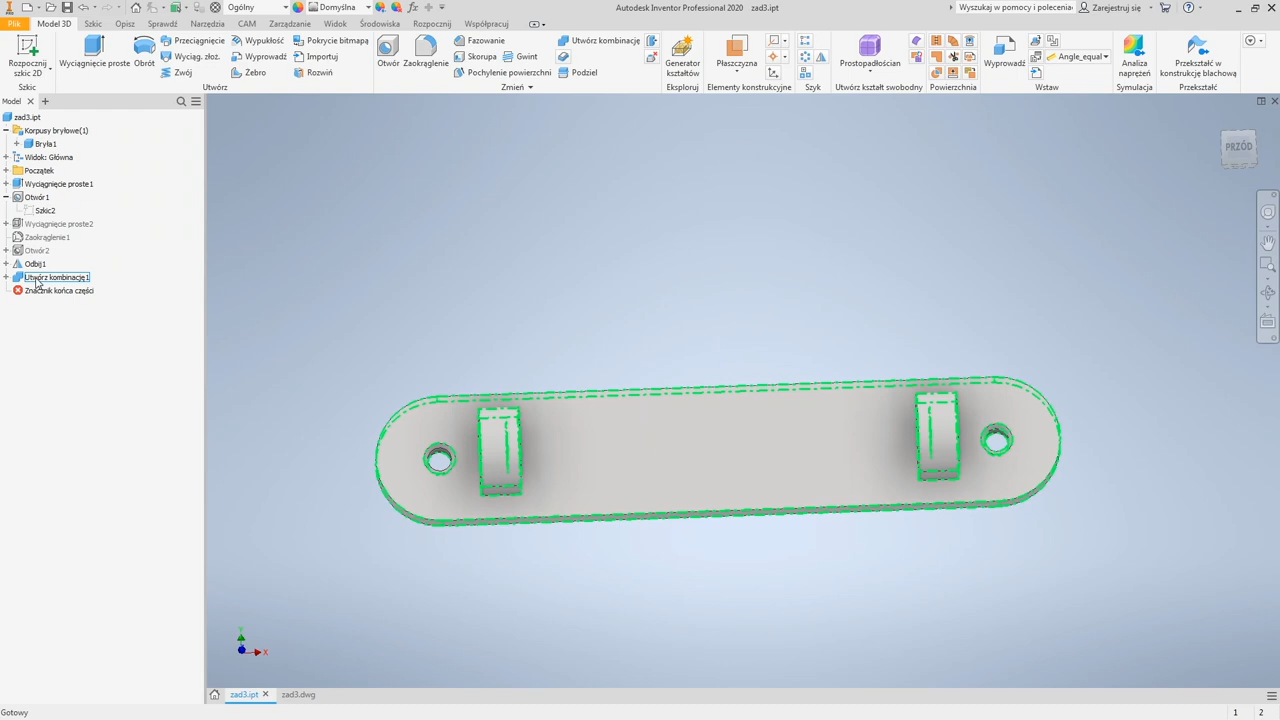 Ogólny
Domyślna
Autodesk Inventor Professional 2020 zad3.ipt
Wyszukaj w pomocy i polecenia
Zarejestruj się
Plik
Model 3D
Szkic
Opisz
Sprawdź
Narzędzia
CAM
Zarządzanie
Widok
Środowiska
Rozpocznij
Współpracuj
Rozpocznij szkic 2D
Wyciągnięcie proste
Obrót
Przeciągnięcie
Wyciąg. złoż.
Zwój
Wypukłość
Wyprowadź
Żebro
Pokrycie bitmapą
Importuj
Rozwiń
Otwór
Zaokrąglenie
Fazowanie
Skorupa
Gwint
Pochylenie powierzchni
Utwórz kombinację
Podziel
Generator kształtów
Płaszczyzna
Prostopadłościan
Wyprowadź
Angle_equal
Analiza naprężeń
Przekształć w konstrukcję blachową
Szkic
Utwórz
Zmień
Eksploruj
Elementy konstrukcyjne
Szyk
Utwórz kształt swobodny
Powierzchnia
Wstaw
Symulacja
Przekształć
Model
zad3.ipt
Korpusy bryłowe(1)
Bryła1
Widok: Główna
Początek
Wyciągnięcie proste1
Otwór1
Szkic2
Wyciągnięcie proste2
Zaokrąglenie1
Otwór2
Odbij1
Utwórz kombinację1
Znacznik końca części
PRZÓD
Y
X
zad3.ipt
zad3.dwg
Gotowy
1
2